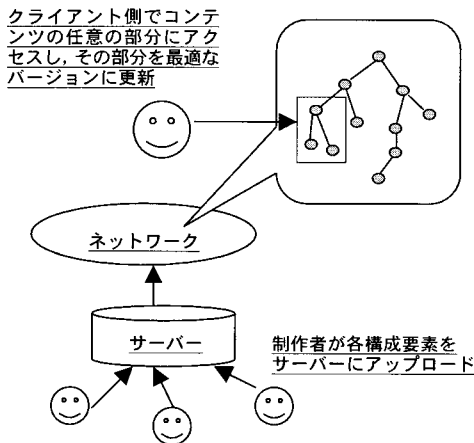 クライアント側でコンテ
ンツの任意の部分にアク
セスし，その部分を最適な
バージョンに更新
ネットワーク
サーバー
制作者が各構成要素を
サーバーにアップロード